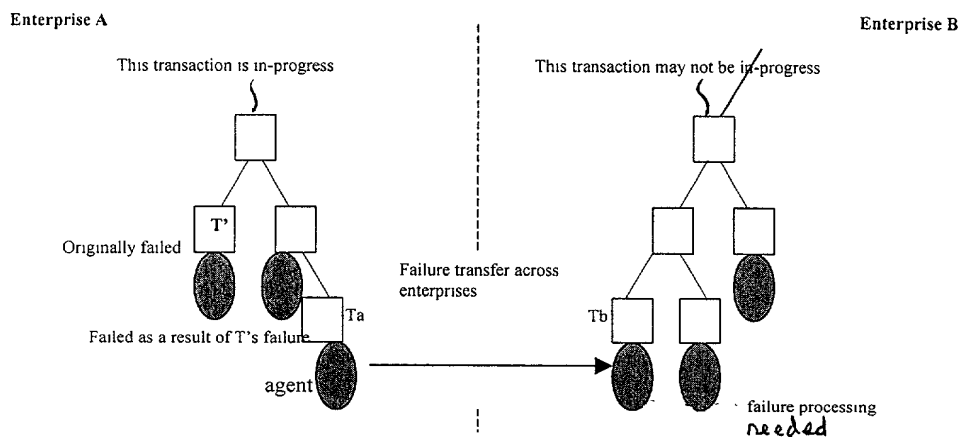 Enterprise A
Enterprise B
This transaction is in-progress
This transaction may not be in-progress
T'
Originally failed
Failure transfer across
enterprises
Ta
Tb
Failed as a result of T's failure
agent
failure processing
needed